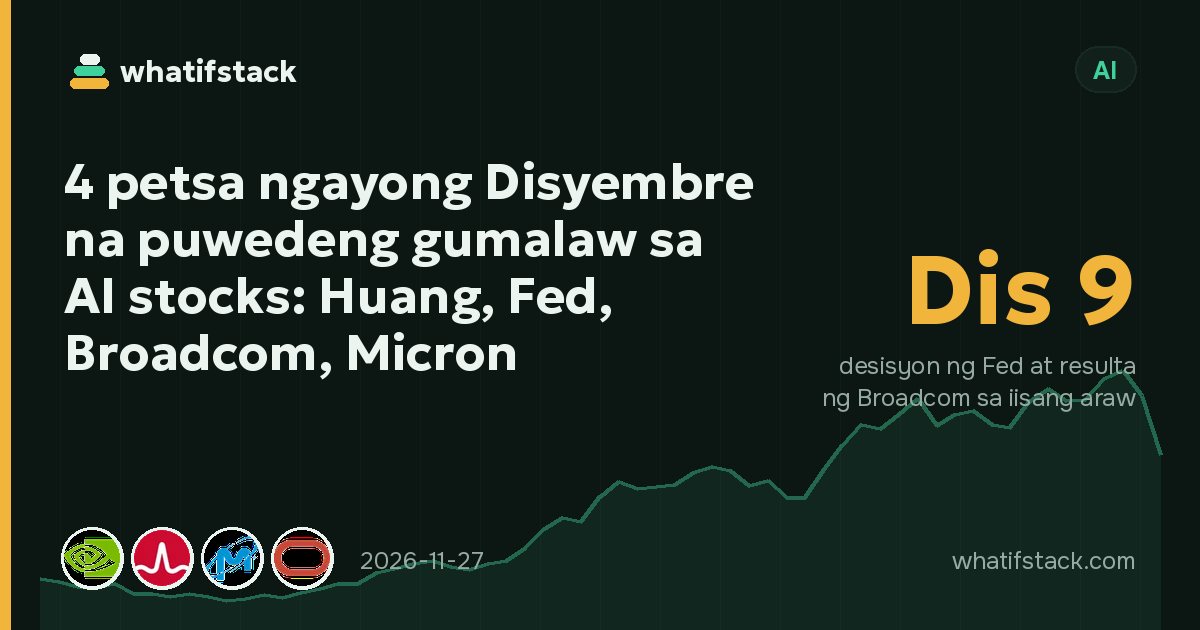 whatifstack
AI
4 petsa ngayong Disyembre
na puwedeng gumalaw sa
AI stocks: Huang, Fed,
Broadcom, Micron
Dis 9
desisyon ng Fed at resulta
ng Broadcom sa iisang araw
2026-11-27
whatifstack.com